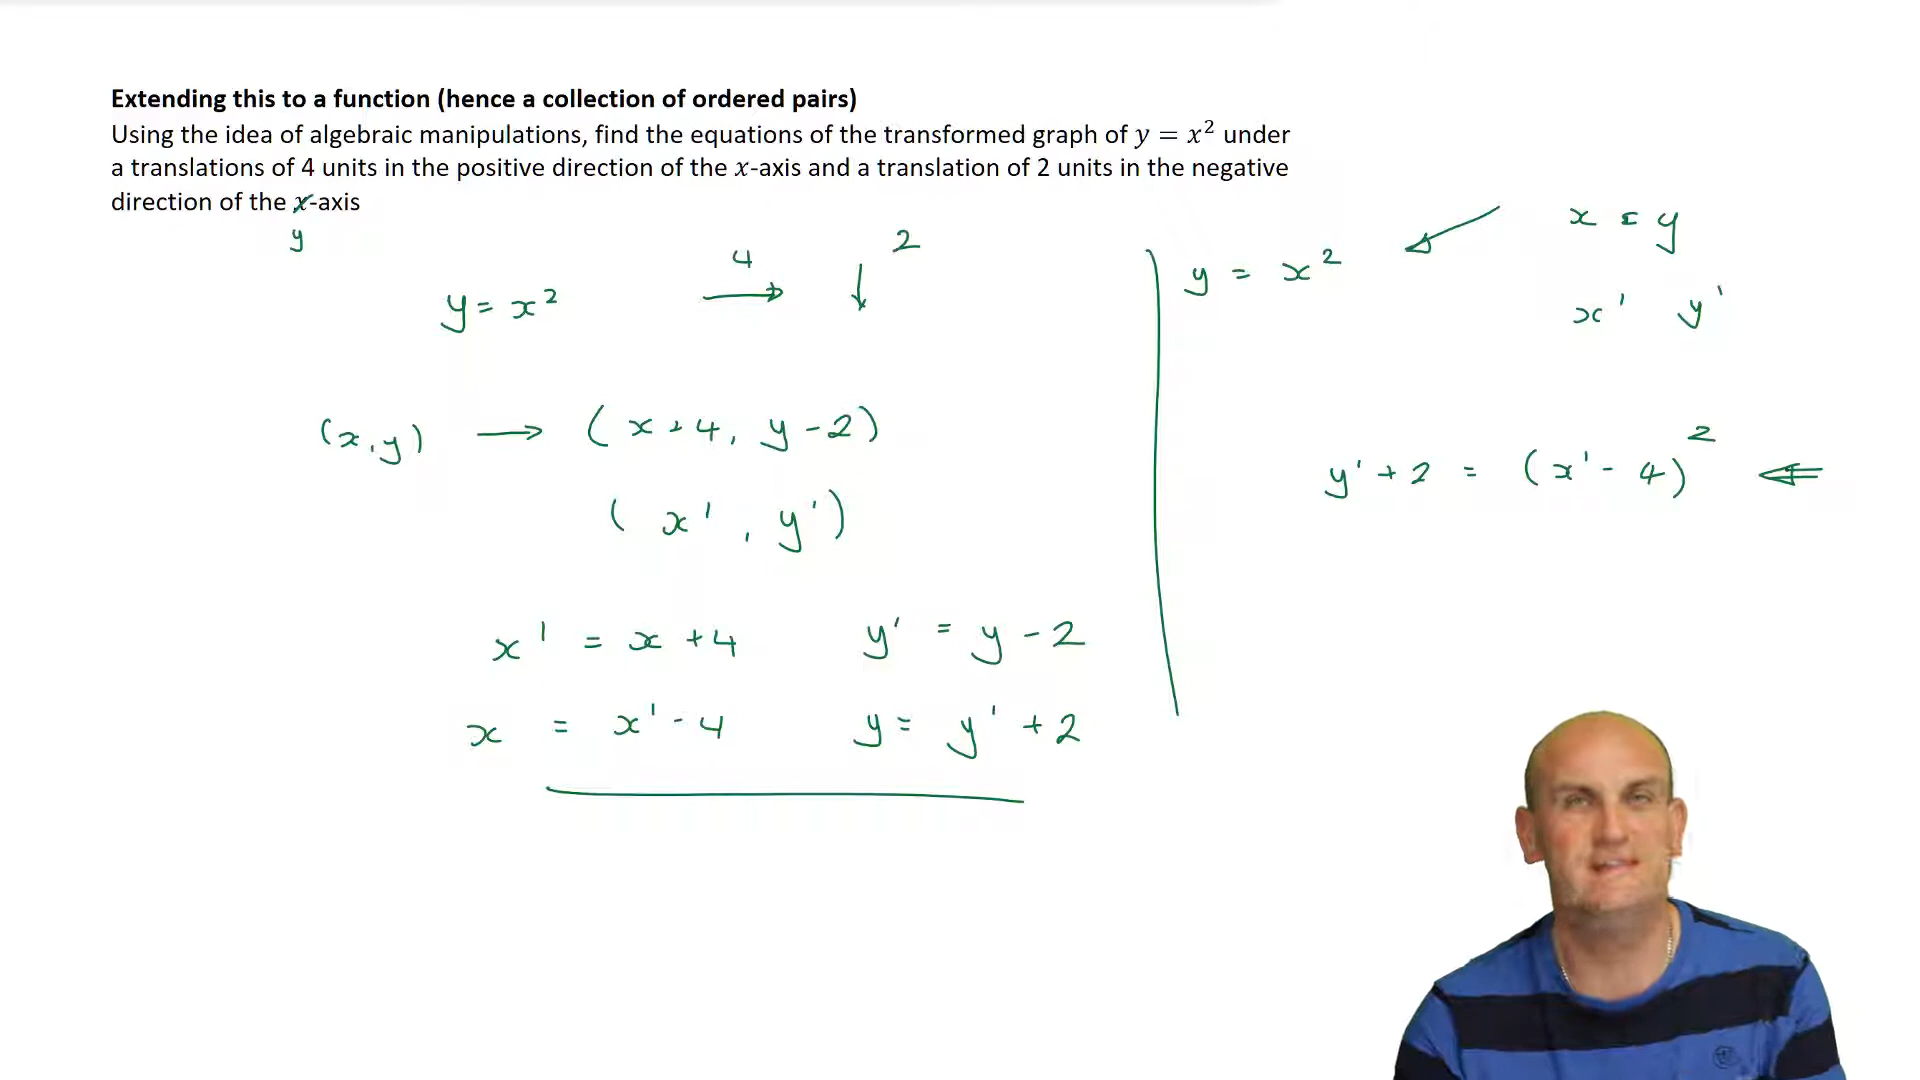 Extending this to a function (hence a collection of ordered pairs)
Using the idea of algebraic manipulations, find the equations of the transformed graph of y = x² under
a translations of 4 units in the positive direction of the x-axis and a translation of 2 units in the negative
direction of the x-axis
y
4
2
y = x²
(x, y) → (x + 4, y - 2)
(x', y')
x' = x + 4 y' = y - 2
x = x' - 4 y = y' + 2
x & y
y = x²
x' y'
y' + 2 = (x' - 4)²